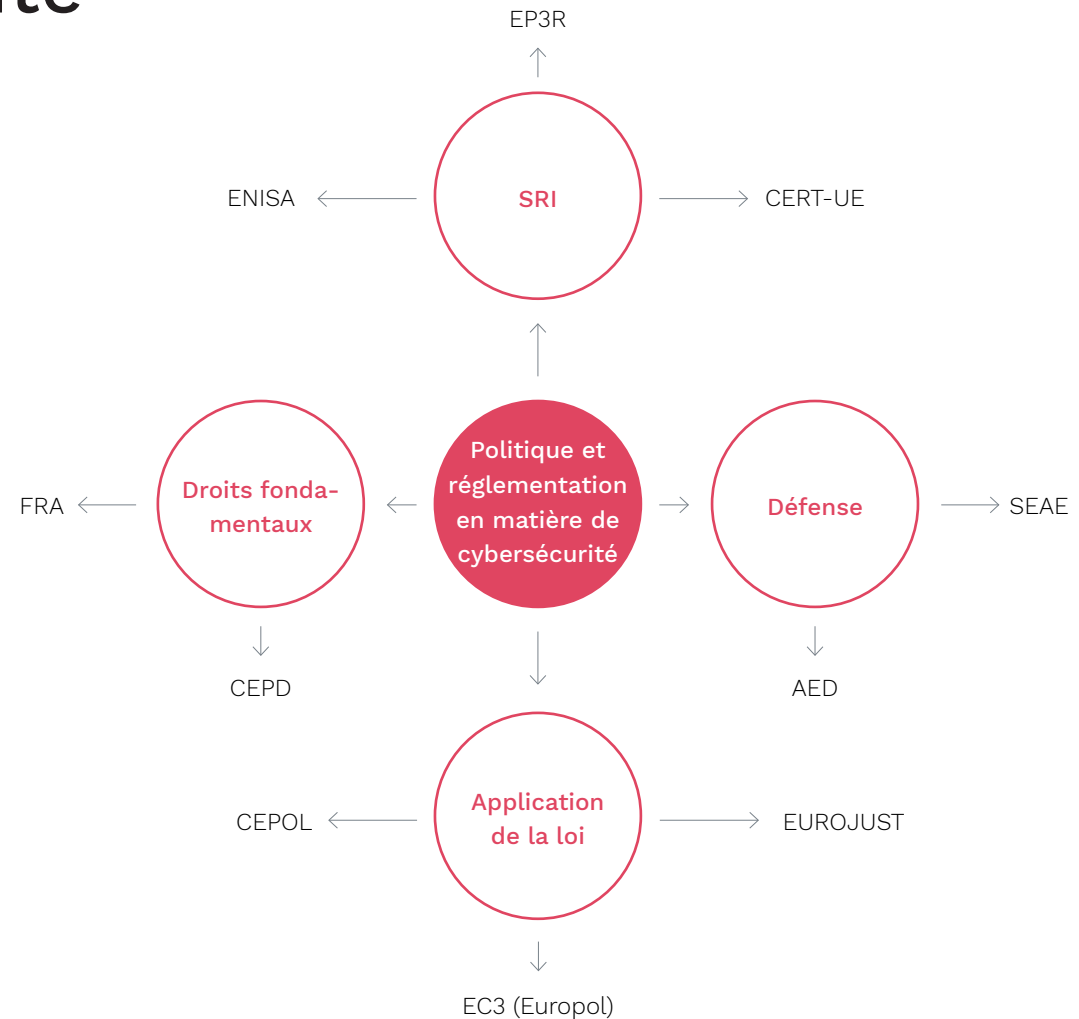 EP3R
ENISA
SRI
CERT-UE
FRA
Droits fonda-
mentaux
Politique et
réglementation
en matière de
cybersécurité
Défense
SEAE
CEPD
AED
CEPOL
Application
de la loi
EUROJUST
EC3 (Europol)